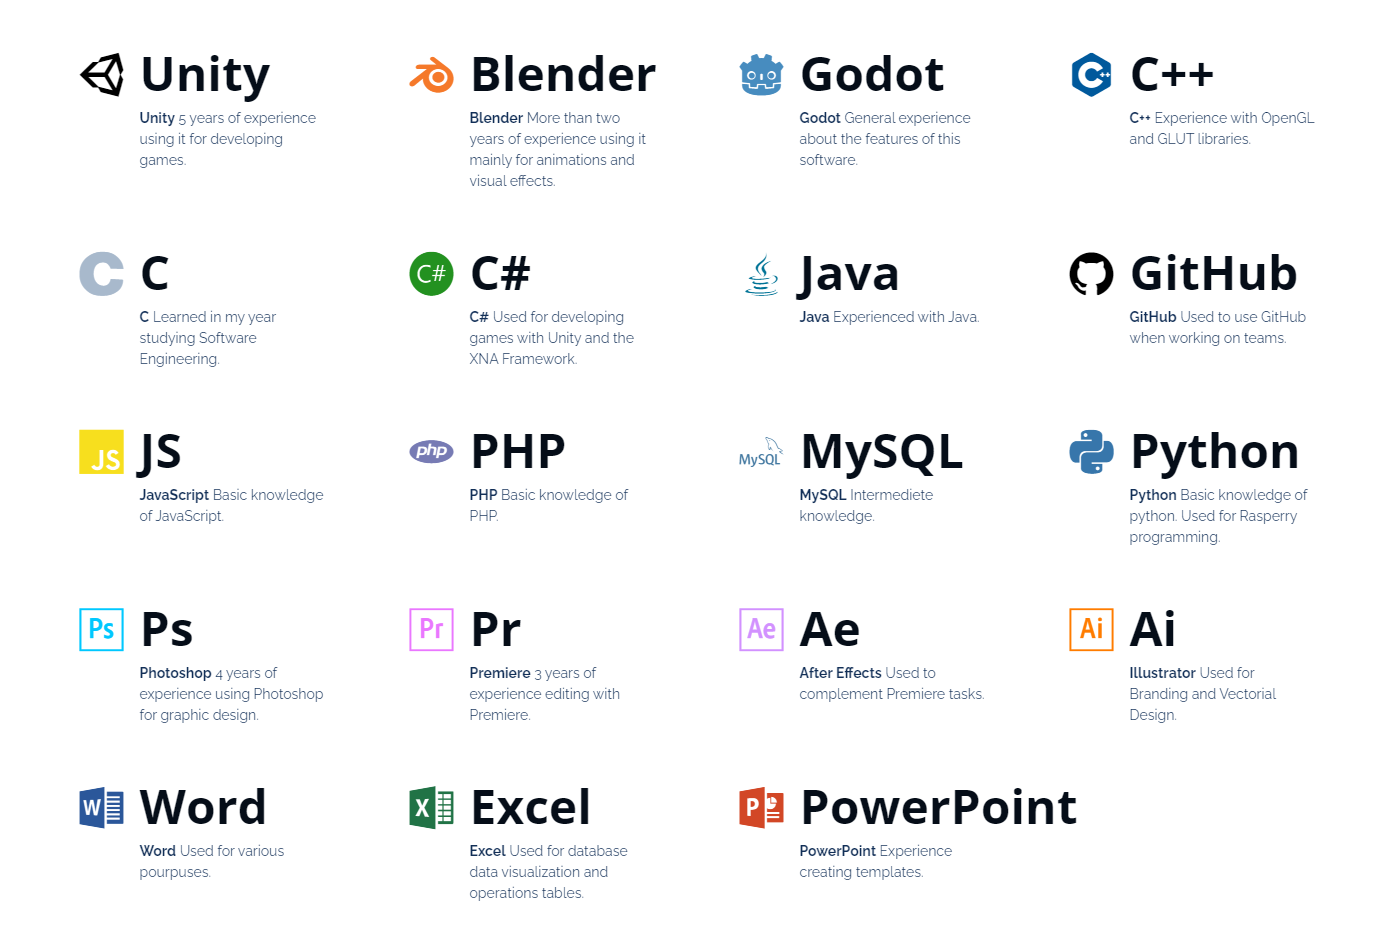 Unity
Unity 5 years of experience
using it for developing
games.
Blender
Blender More than two
years of experience using it
mainly for animations and
visual effects.
Godot
Godot General experience
about the features of this
software.
C++
C++
C++ Experience with OpenGL
and GLUT libraries.
C
C
C Learned in my year
studying Software
Engineering.
C#
C#
C# Used for developing
games with Unity and the
XNA Framework.
Java
Java Experienced with Java.
GitHub
GitHub Used to use GitHub
when working on teams.
JS
JS
JavaScript Basic knowledge
of JavaScript.
php
PHP
PHP Basic knowledge of
PHP.
MySQL
MySQL
MySQL Intermediete
knowledge.
Python
Python Basic knowledge of
python. Used for Rasperry
programming.
Ps
Ps
Photoshop 4 years of
experience using Photoshop
for graphic design.
Pr
Pr
Premiere 3 years of
experience editing with
Premiere.
Ae
Ae
After Effects Used to
complement Premiere tasks.
Ai
Ai
Illustrator Used for
Branding and Vectorial
Design.
W
Word
Word Used for various
pourpuses.
X
Excel
Excel Used for database
data visualization and
operations tables.
P
PowerPoint
PowerPoint Experience
creating templates.